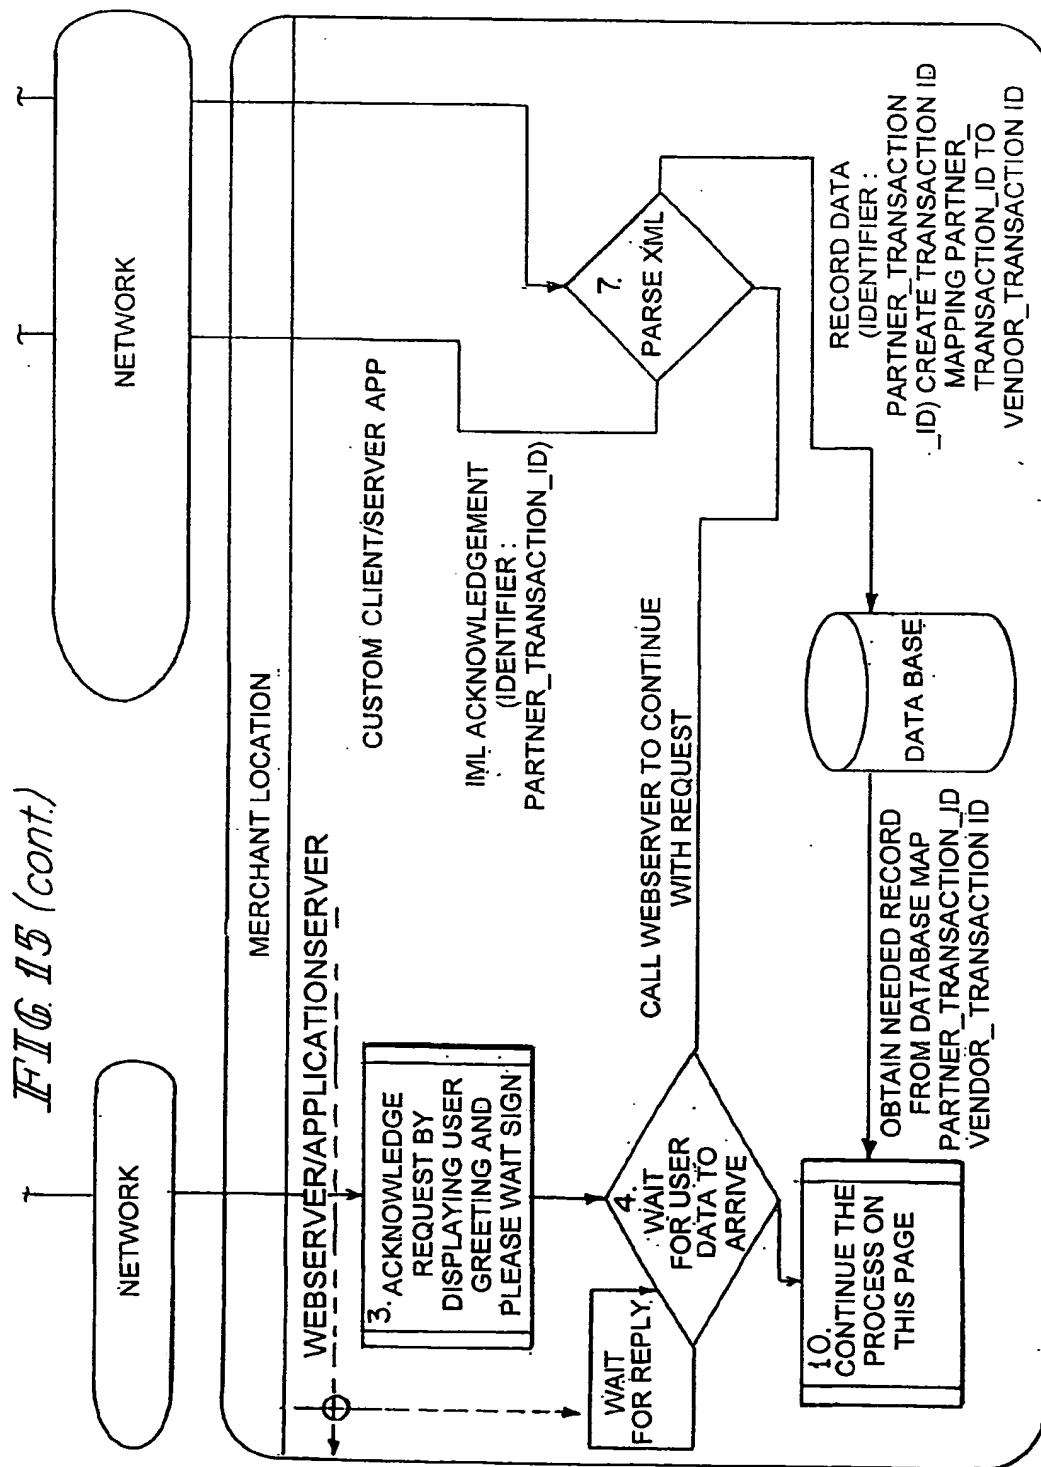 FIG. 15 (cont.)
NETWORK
NETWORK
MERCHANT LOCATION
WEBSERVER/APPLICATIONSERVER
CUSTOM CLIENT/SERVER APP
3. ACKNOWLEDGE
REQUEST BY
DISPLAYING USER
GREETING AND
PLEASE WAIT SIGN
IML ACKNOWLEDGEMENT
(IDENTIFIER :
PARTNER_TRANSACTION_ID)
7.
PARSE XML
WAIT
FOR REPLY
4.
WAIT
FOR USER
DATA TO
ARRIVE
CALL WEBSERVER TO CONTINUE
WITH REQUEST
RECORD DATA
(IDENTIFIER :
PARTNER_TRANSACTION
_ID) CREATE TRANSACTION ID
MAPPING PARTNER_
TRANSACTION_ID TO
VENDOR_TRANSACTION ID
10.
CONTINUE THE
PROCESS ON
THIS PAGE
OBTAIN NEEDED RECORD
FROM DATABASE MAP
PARTNER_TRANSACTION_ID
VENDOR_TRANSACTION ID
DATA BASE